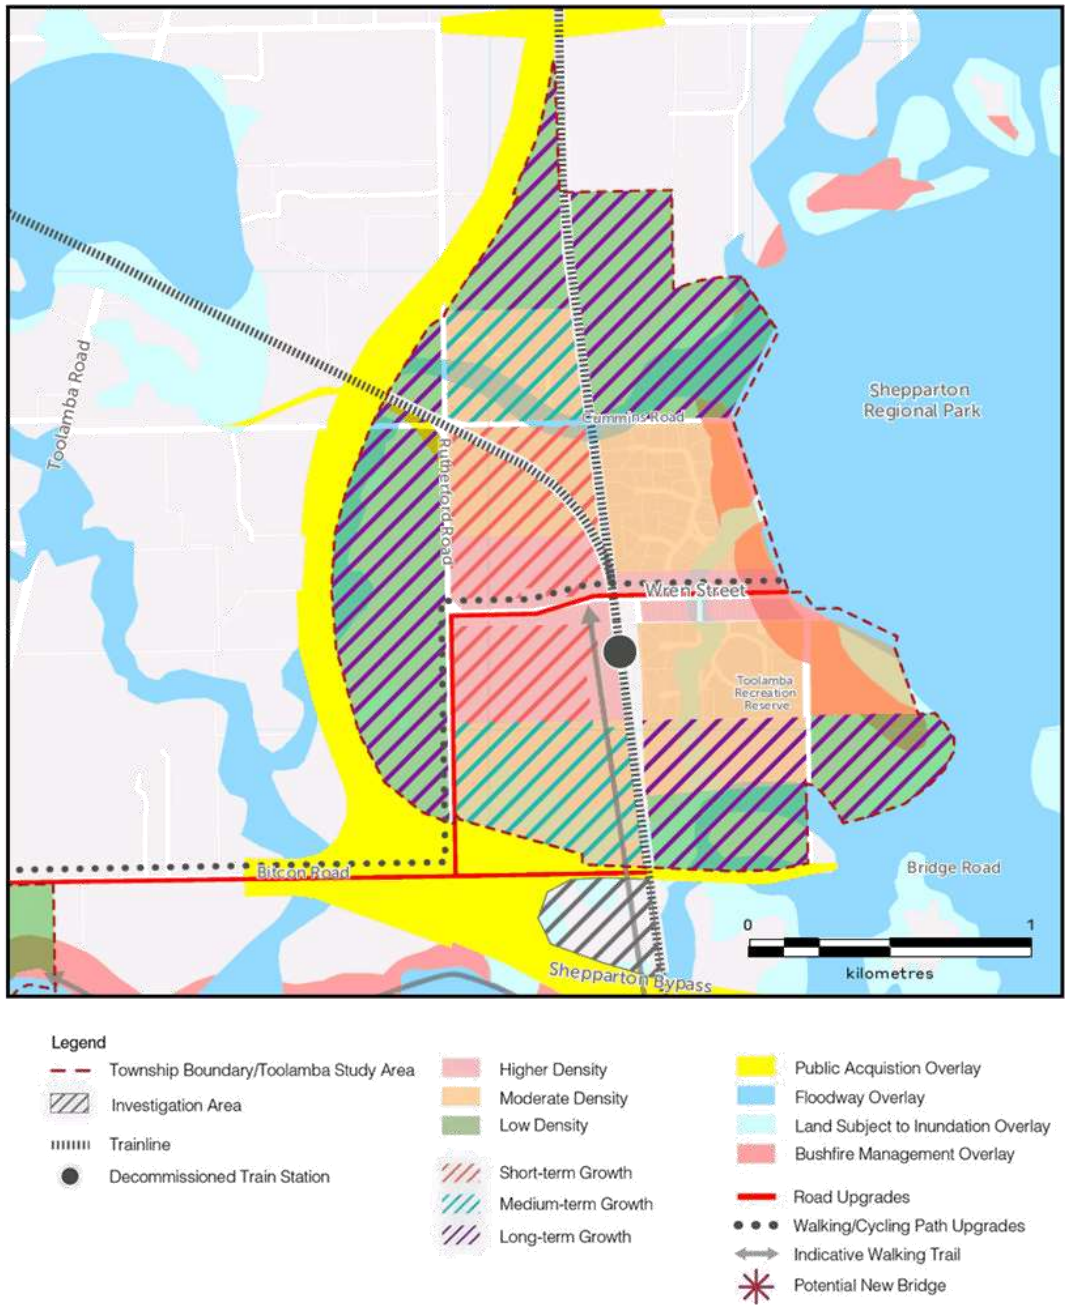 Shepparton
Regional Park
Toolamba Road
Cummins Road
Rutherford Road
Wren Street
Toolamba
Recreation
Reserve
Bitcon Road
Bridge Road
0
1
kilometres
Shepparton Bypass
Legend
Township Boundary/Toolamba Study Area
Investigation Area
Trainline
Decommissioned Train Station
Higher Density
Moderate Density
Low Density
Short-term Growth
Medium-term Growth
Long-term Growth
Public Acquistion Overlay
Floodway Overlay
Land Subject to Inundation Overlay
Bushfire Management Overlay
Road Upgrades
Walking/Cycling Path Upgrades
Indicative Walking Trail
Potential New Bridge